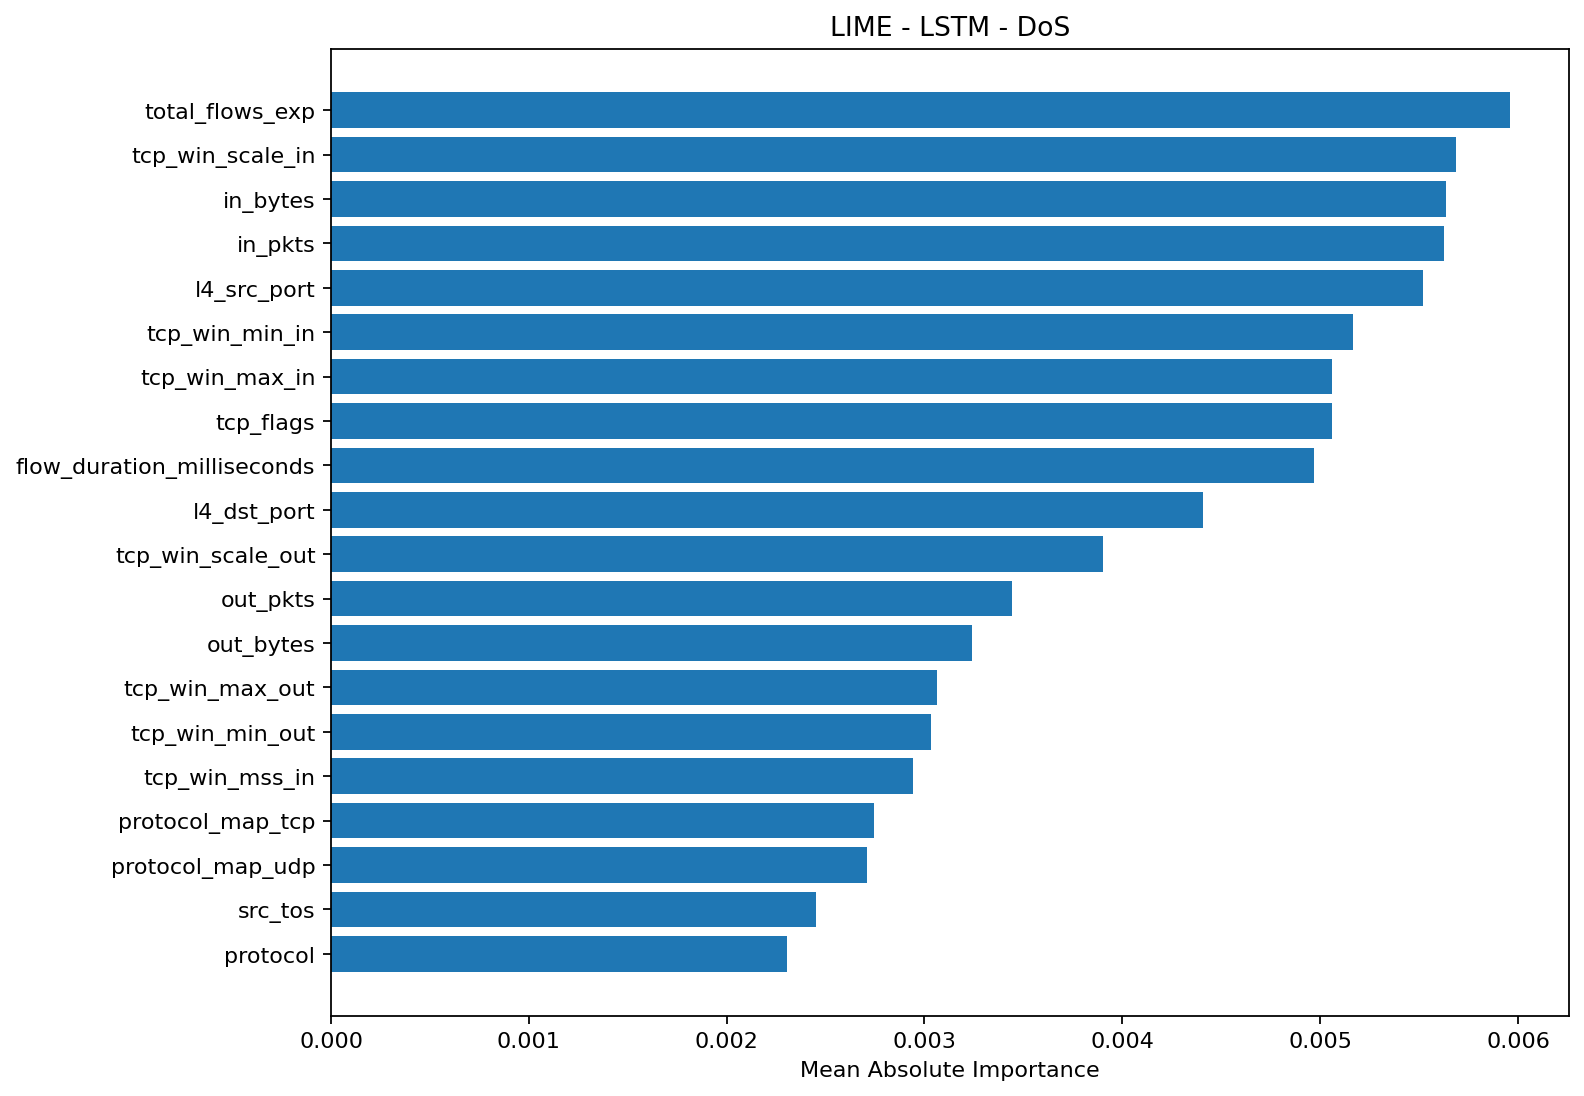 LIME - LSTM - DoS
total_flows_exp
tcp_win_scale_in
in_bytes
in_pkts
l4_src_port
tcp_win_min_in
tcp_win_max_in
tcp_flags
flow_duration_milliseconds
l4_dst_port
tcp_win_scale_out
out_pkts
out_bytes
tcp_win_max_out
tcp_win_min_out
tcp_win_mss_in
protocol_map_tcp
protocol_map_udp
src_tos
protocol
0.000 0.001 0.002 0.003 0.004 0.005 0.006
Mean Absolute Importance